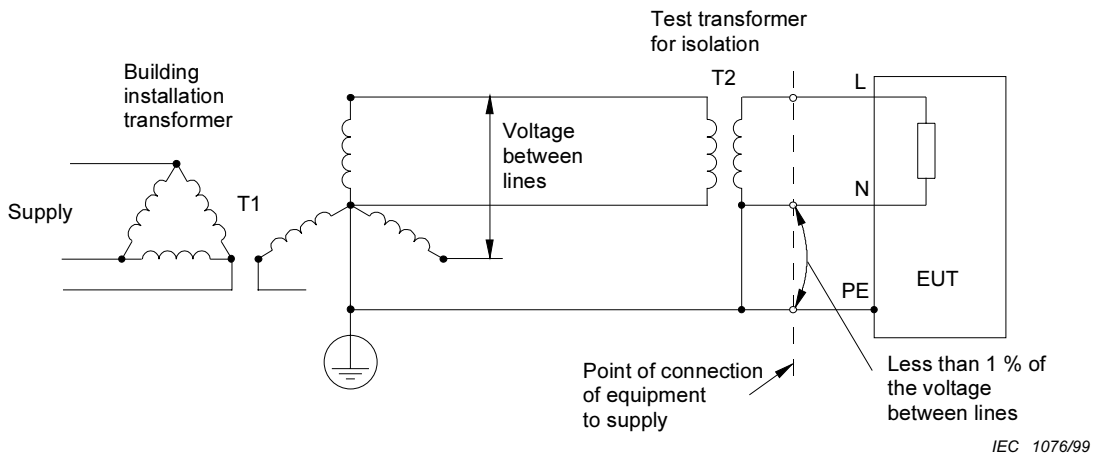 Test transformer
for isolation
T2
Building
installation
transformer
Voltage
between
lines
L
N
Supply
T1
PE
EUT
Point of connection
of equipment
to supply
Less than 1 % of
the voltage
between lines
IEC 1076/99